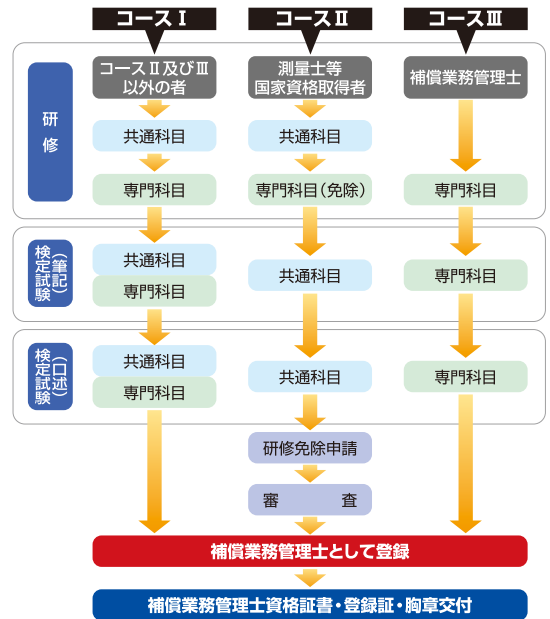 コースⅠ
コースⅡ
コースⅢ
研修
コースⅡ及びⅢ
以外の者
測量士等
国家資格取得者
補償業務管理士
共通科目
共通科目
専門科目
専門科目(免除)
専門科目
検定試験
(筆記)
共通科目
専門科目
共通科目
専門科目
検定試験
(口述)
共通科目
専門科目
共通科目
専門科目
研修免除申請
審 査
補償業務管理士として登録
補償業務管理士資格証書・登録証・胸章交付